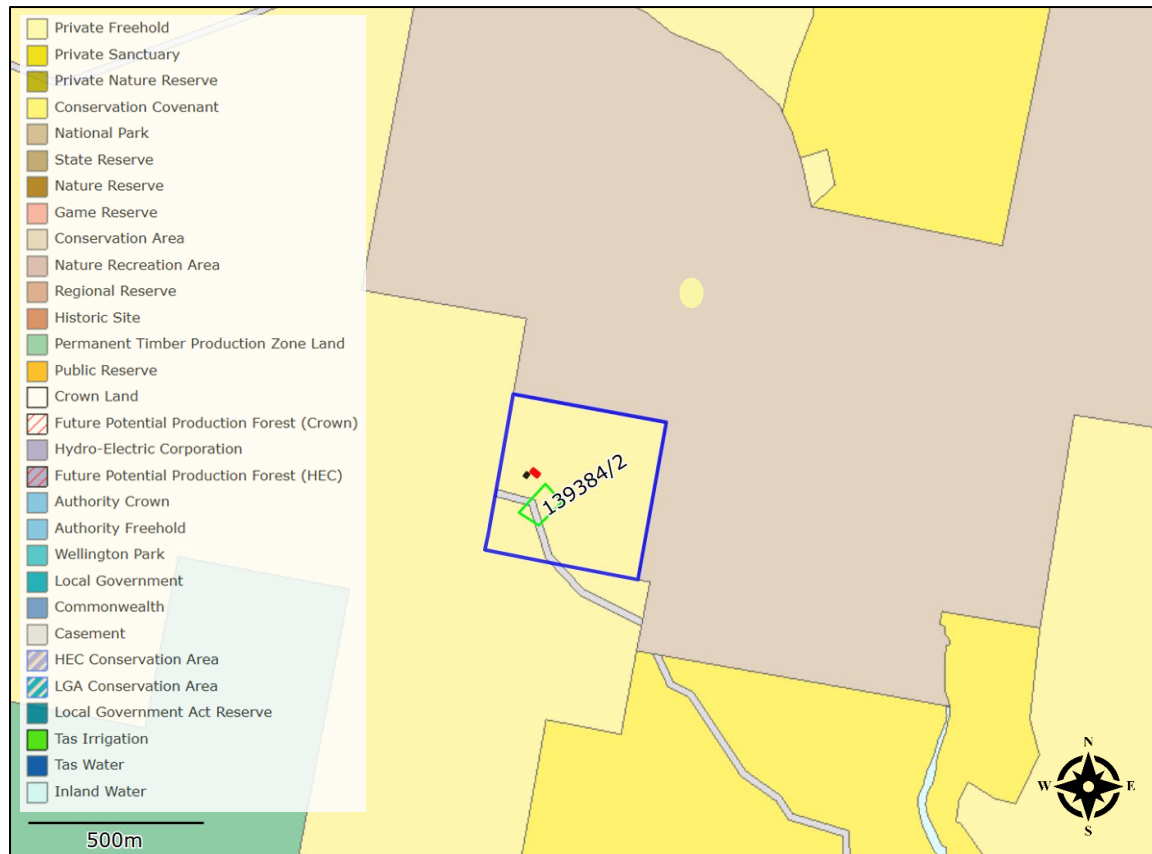 Private Freehold
Private Sanctuary
Private Nature Reserve
Conservation Covenant
National Park
State Reserve
Nature Reserve
Game Reserve
Conservation Area
Nature Recreation Area
Regional Reserve
Historic Site
Permanent Timber Production Zone Land
Public Reserve
Crown Land
Future Potential Production Forest (Crown)
Hydro-Electric Corporation
Future Potential Production Forest (HEC)
Authority Crown
Authority Freehold
Wellington Park
Local Government
Commonwealth
Casement
HEC Conservation Area
LGA Conservation Area
Local Government Act Reserve
Tas Irrigation
Tas Water
Inland Water
500m
139384/2
N
W E
S